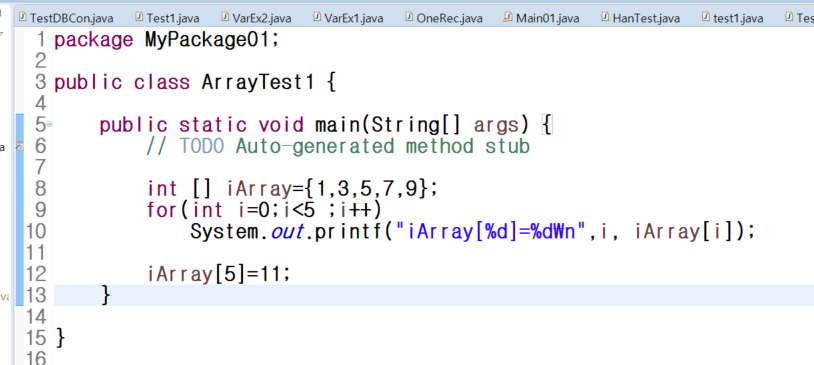 TestDBCon.java Test1.java VarEx2.java VarEx1.java OneRec.java Main01.java HanTest.java test1.java Tes
1 package MyPackage01;
2
3 public class ArrayTest1 {
4
5 public static void main(String[] args) {
6 // TODO Auto-generated method stub
7
8 int [] iArray={1,3,5,7,9};
9 for(int i=0;i<5 ;i++)
10 System.out.printf("iArray[%d]=%d₩n",i, iArray[i]);
11
12 iArray[5]=11;
13 }
14
15 }
16